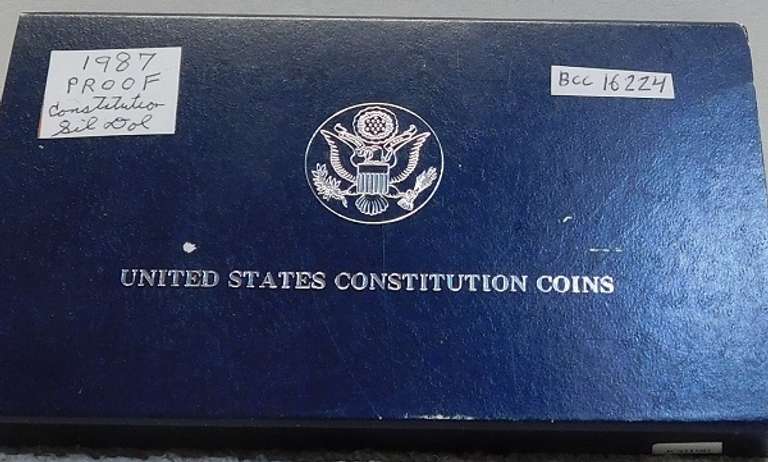 1987
PROOF
Constitution
Sil Dol
BCC 16224
UNITED STATES CONSTITUTION COINS